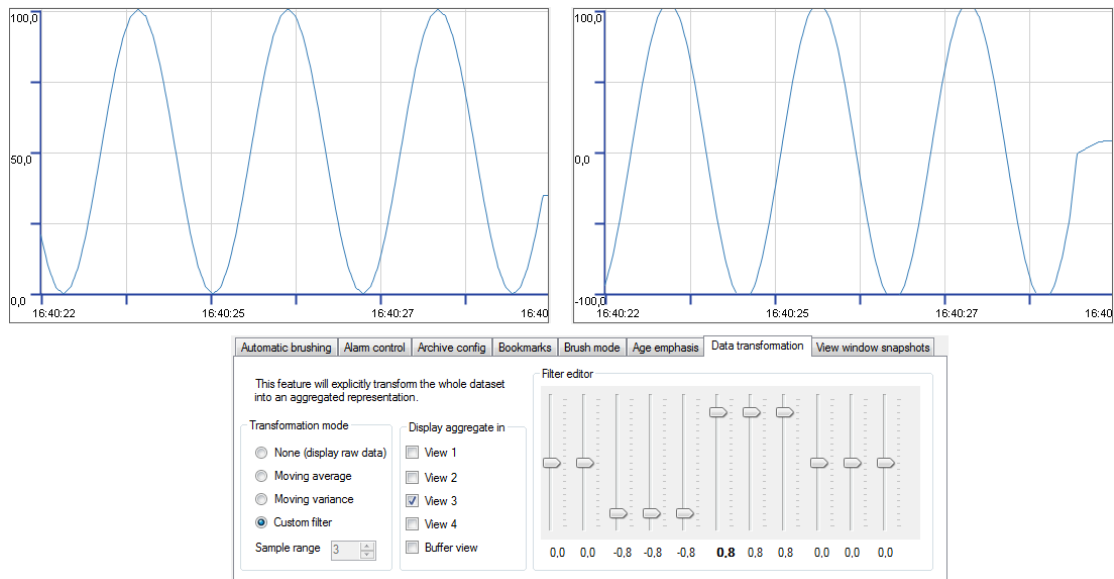 100,0
50,0
0,0
16:40:22 16:40:25 16:40:27 16:40
100,0
0,0
-100,0
16:40:22 16:40:25 16:40:27 16:40
Automatic brushing Alarm control Archive config Bookmarks Brush mode Age emphasis Data transformation View window snapshots
This feature will explicitly transform the whole dataset
into an aggregated representation.
Transformation mode
None (display raw data)
Moving average
Moving variance
Custom filter
Sample range 3
Display aggregate in
View 1
View 2
View 3
View 4
Buffer view
Filter editor
0,0 0,0 -0,8 -0,8 -0,8 0,8 0,8 0,8 0,0 0,0 0,0